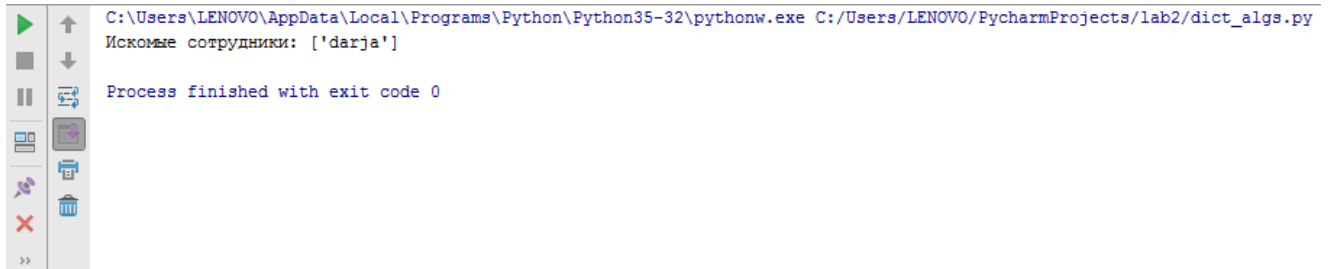 C:\Users\LENOVO\AppData\Local\Programs\Python\Python35-32\pythonw.exe C:/Users/LENOVO/PycharmProjects/lab2/dict_algs.py
Искомые сотрудники: ['darja']
Process finished with exit code 0